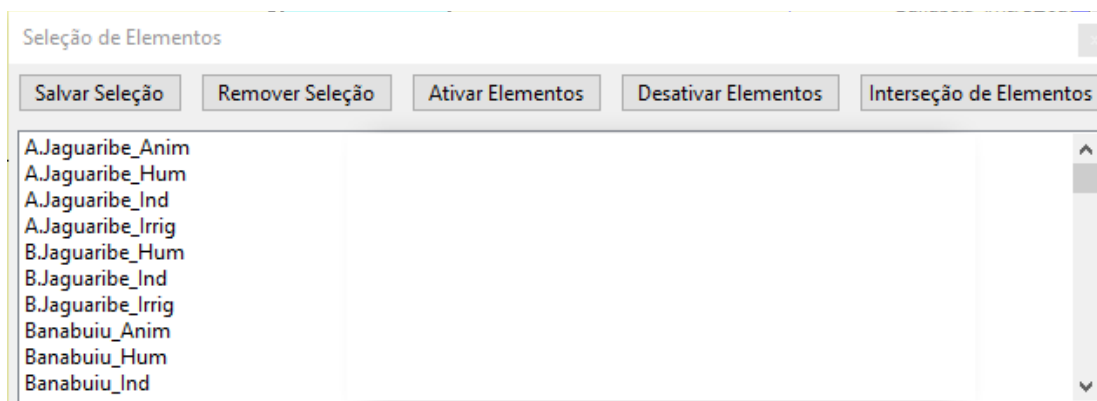 Seleção de Elementos
Salvar Seleção Remover Seleção Ativar Elementos Desativar Elementos Interseção de Elementos
A.Jaguaribe_Anim
A.Jaguaribe_Hum
A.Jaguaribe_Ind
A.Jaguaribe_Irrig
B.Jaguaribe_Hum
B.Jaguaribe_Ind
B.Jaguaribe_Irrig
Banabuiu_Anim
Banabuiu_Hum
Banabuiu_Ind